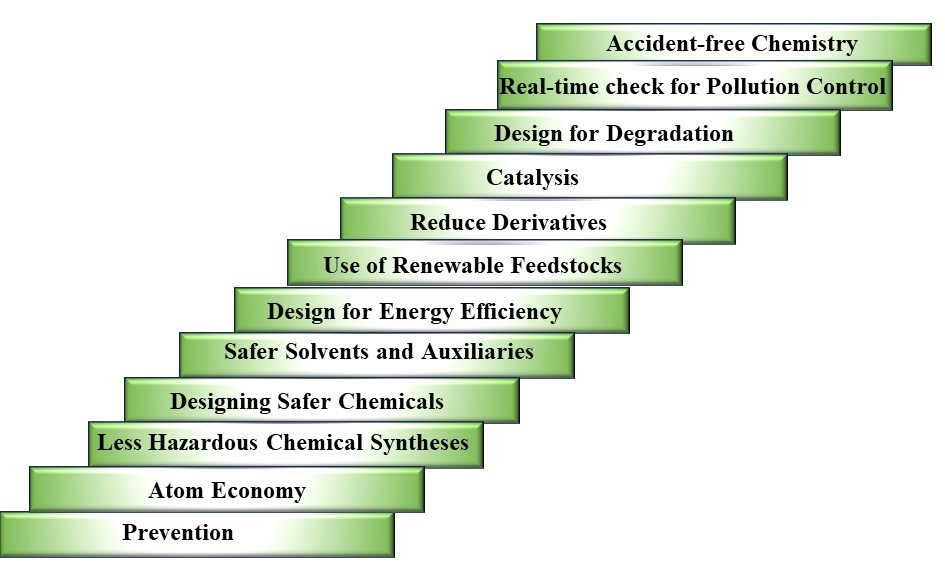 Accident-free Chemistry
Real-time check for Pollution Control
Design for Degradation
Catalysis
Reduce Derivatives
Use of Renewable Feedstocks
Design for Energy Efficiency
Safer Solvents and Auxiliaries
Designing Safer Chemicals
Less Hazardous Chemical Syntheses
Atom Economy
Prevention